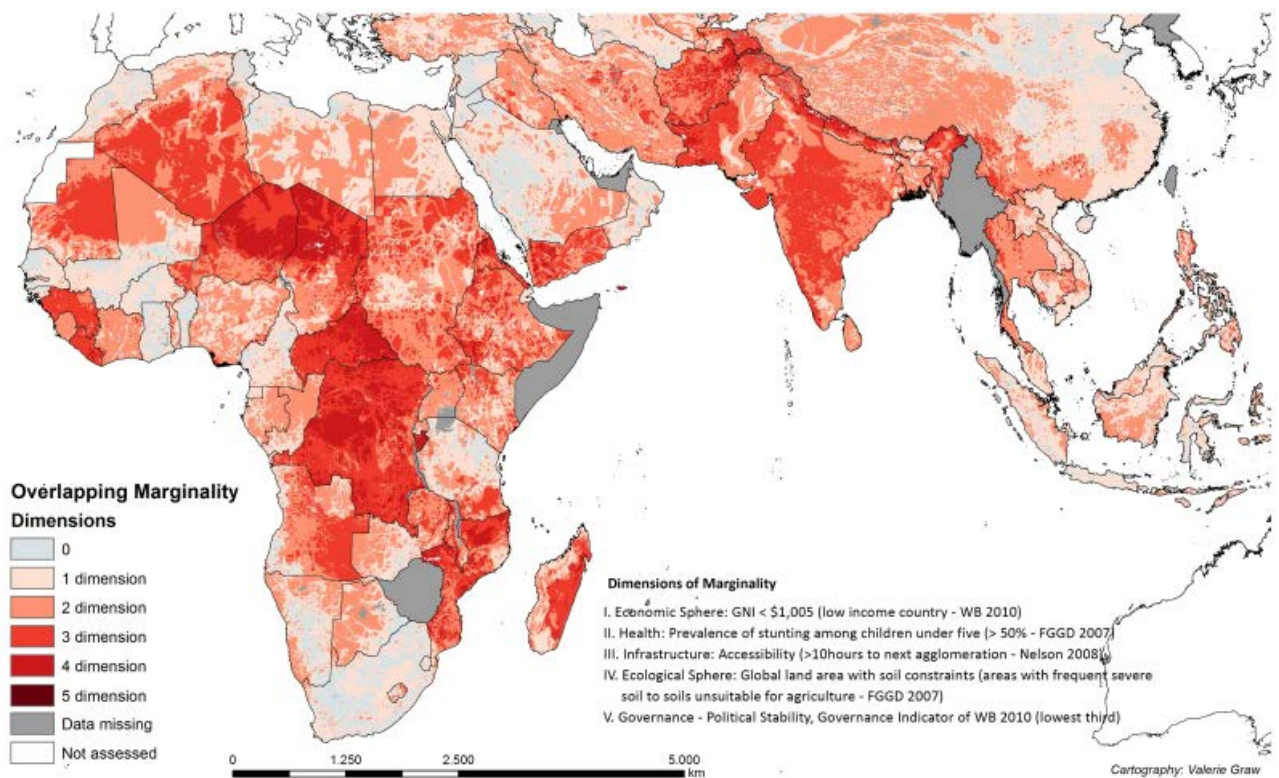 Overlapping Marginality
Dimensions
0
1 dimension
2 dimension
3 dimension
4 dimension
5 dimension
Data missing
Not assessed
Dimensions of Marginality
I. Economic Sphere: GNI < $1,005 (low income country - WB 2010)
II. Health: Prevalence of stunting among children under five (> 50% - FGGD 2007)
III. Infrastructure: Accessibility (>10hours to next agglomeration - Nelson 2008)
IV. Ecological Sphere: Global land area with soil constraints (areas with frequent severe
soil to soils unsuitable for agriculture - FGGD 2007)
V. Governance - Political Stability, Governance Indicator of WB 2010 (lowest third)
0 1.250 2.500 5.000
km
Cartography: Valerie Graw